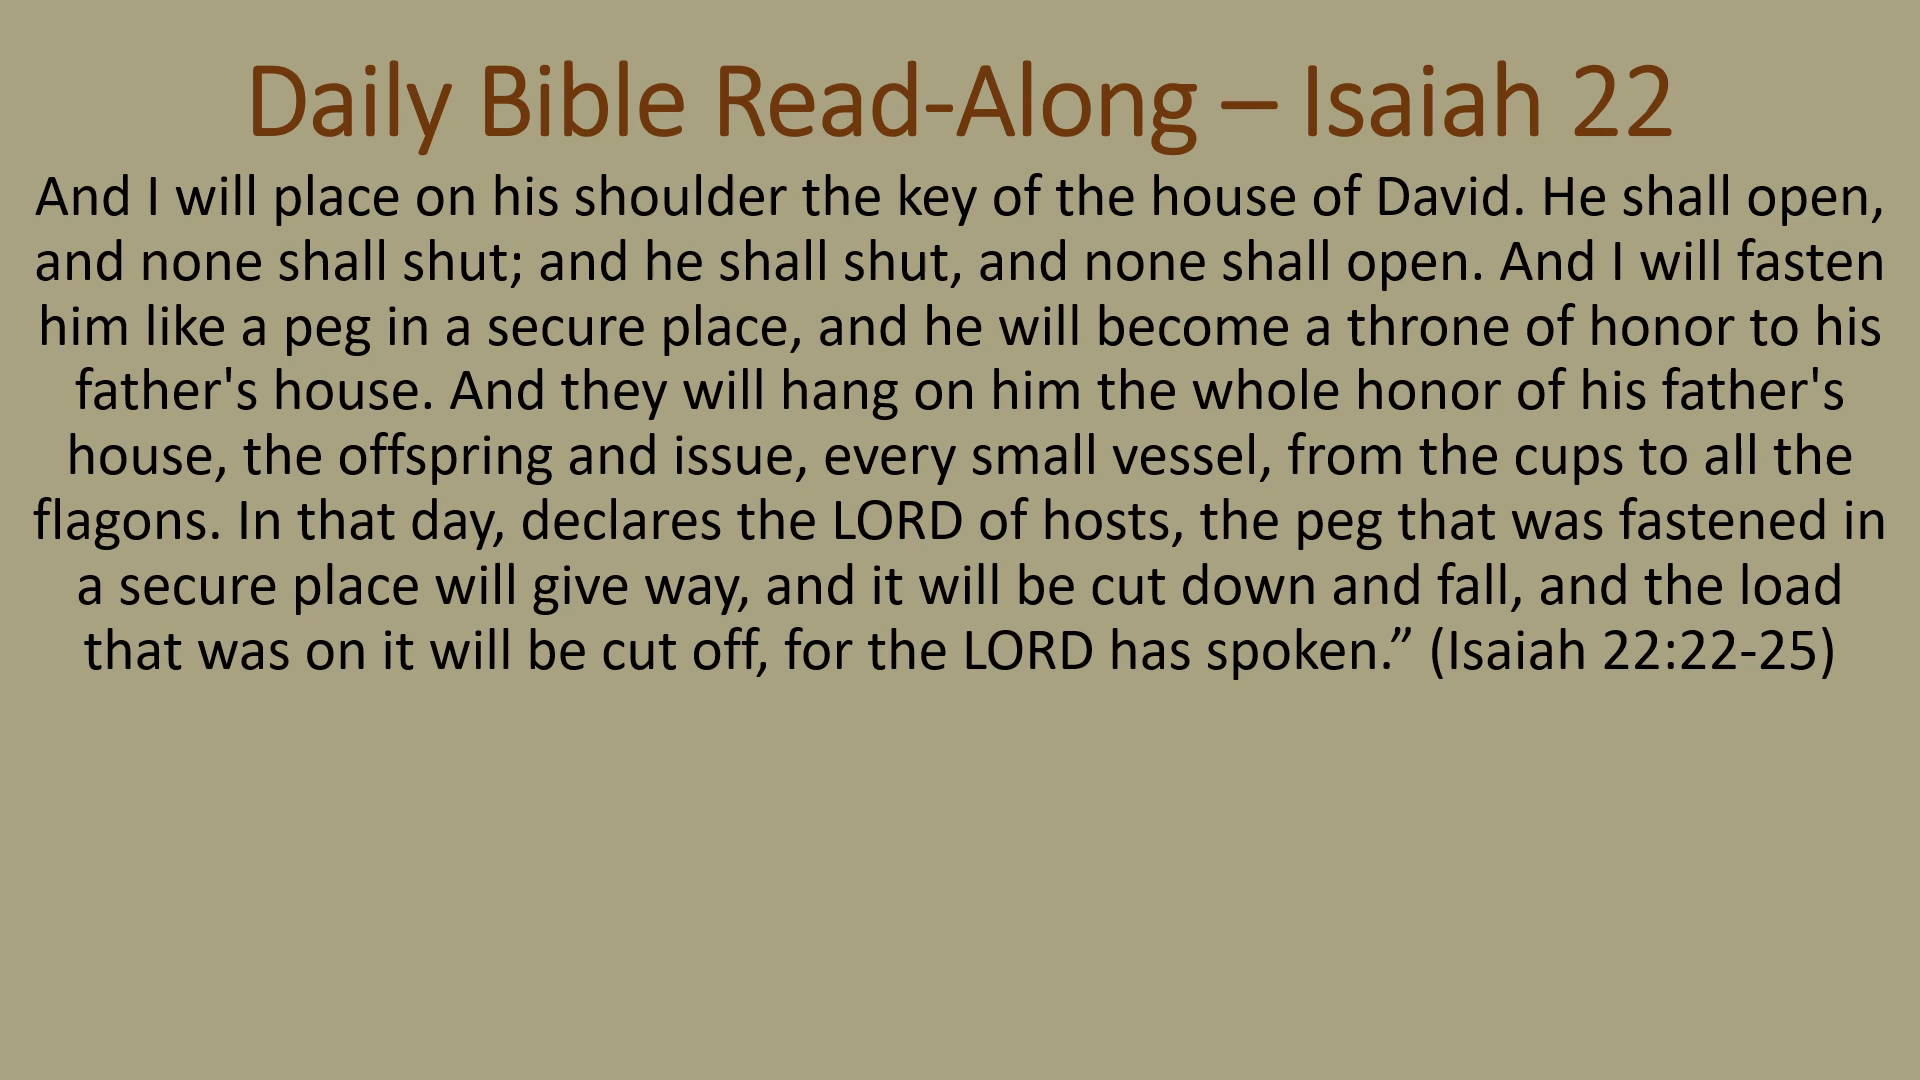 Daily Bible Read-Along – Isaiah 22
And I will place on his shoulder the key of the house of David. He shall open,
and none shall shut; and he shall shut, and none shall open. And I will fasten
him like a peg in a secure place, and he will become a throne of honor to his
father's house. And they will hang on him the whole honor of his father's
house, the offspring and issue, every small vessel, from the cups to all the
flagons. In that day, declares the LORD of hosts, the peg that was fastened in
a secure place will give way, and it will be cut down and fall, and the load
that was on it will be cut off, for the LORD has spoken.” (Isaiah 22:22-25)